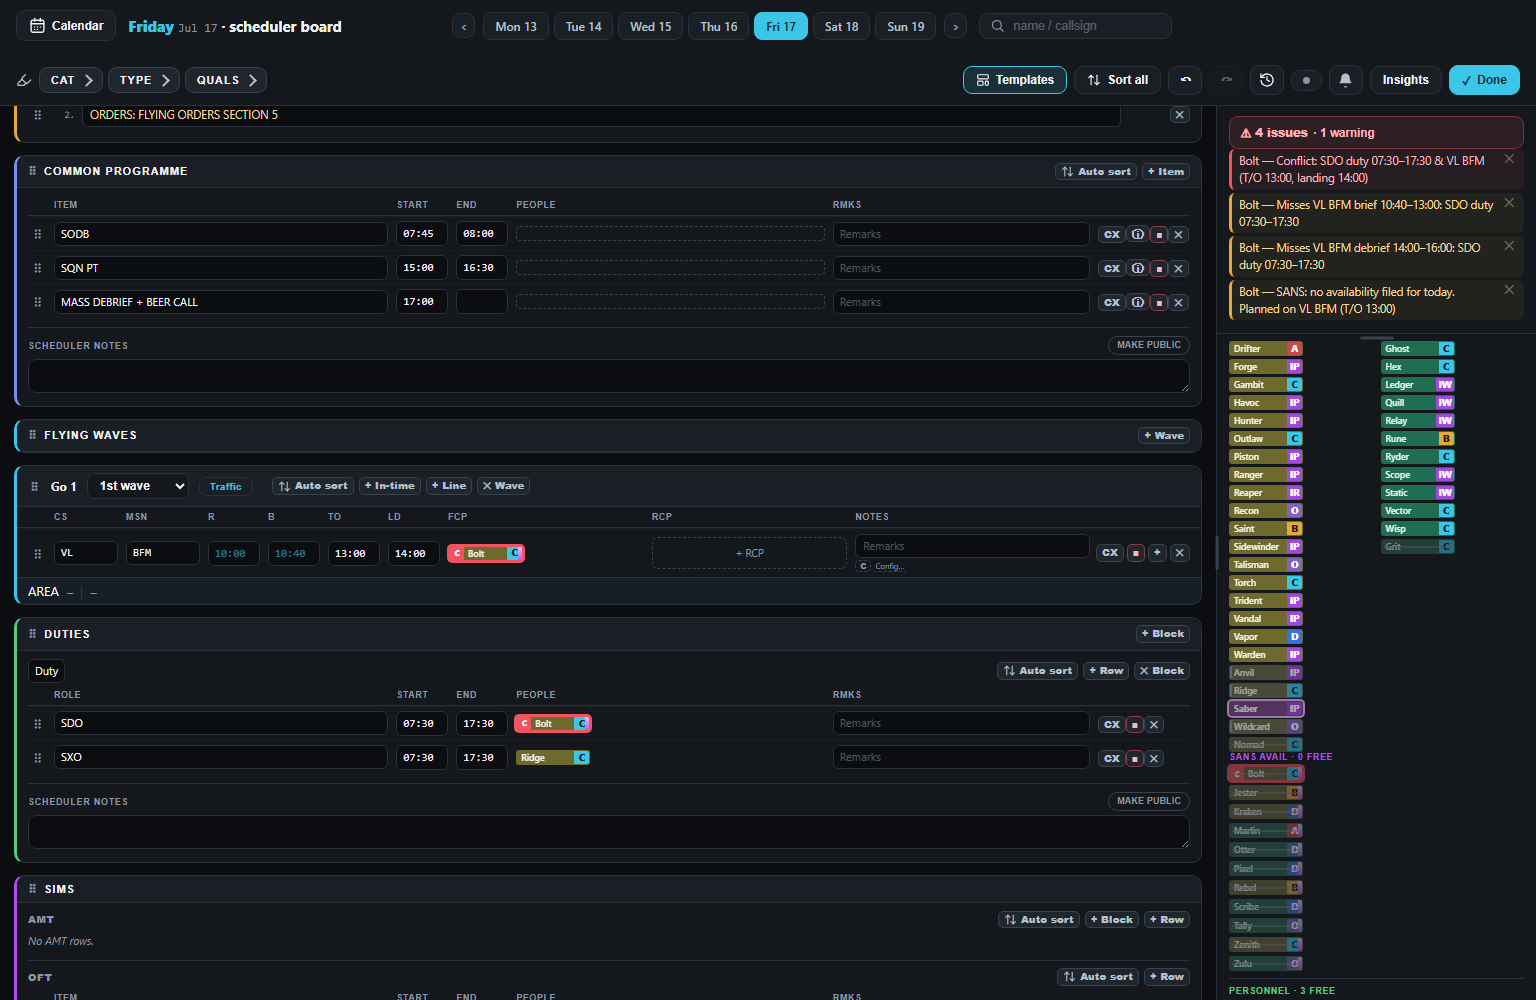 Calendar
Friday Jul 17 · scheduler board
‹ Mon 13 Tue 14 Wed 15 Thu 16 Fri 17 Sat 18 Sun 19 ›
name / callsign
CAT TYPE QUALS
Templates Sort all Insights ✓ Done
2. ORDERS: FLYING ORDERS SECTION 5
COMMON PROGRAMME
Auto sort + Item
ITEM START END PEOPLE RMKS
SODB 07:45 08:00 Remarks CX
SQN PT 15:00 16:30 Remarks CX
MASS DEBRIEF + BEER CALL 17:00 Remarks CX
SCHEDULER NOTES MAKE PUBLIC
FLYING WAVES + Wave
Go 1 1st wave Traffic Auto sort + In-time + Line ✕ Wave
CS MSN R B TO LD FCP RCP NOTES
VL BFM 10:00 10:40 13:00 14:00 C Bolt C + RCP Remarks CX
C Config...
AREA – | –
DUTIES + Block
Duty Auto sort + Row ✕ Block
ROLE START END PEOPLE RMKS
SDO 07:30 17:30 C Bolt C Remarks CX
SXO 07:30 17:30 Ridge C Remarks CX
SCHEDULER NOTES MAKE PUBLIC
SIMS
AMT Auto sort + Block + Row
No AMT rows.
OFT Auto sort + Row
ITEM START END PEOPLE RMKS
⚠ 4 issues · 1 warning
Bolt — Conflict: SDO duty 07:30–17:30 & VL BFM
(T/O 13:00, landing 14:00)
Bolt — Misses VL BFM brief 10:40–13:00: SDO duty
07:30–17:30
Bolt — Misses VL BFM debrief 14:00–16:00: SDO
duty 07:30–17:30
Bolt — SANS: no availability filed for today.
Planned on VL BFM (T/O 13:00)
Drifter A
Forge IP
Gambit C
Havoc IP
Hunter IP
Outlaw C
Piston IP
Ranger IP
Reaper IR
Recon O
Saint B
Sidewinder IP
Talisman O
Torch C
Trident IP
Vandal IP
Vapor D
Warden IP
Anvil IP
Ridge C
Saber IP
Wildcard O
Nomad C
Ghost C
Hex C
Ledger IW
Quill IW
Relay IW
Rune B
Ryder C
Scope IW
Static IW
Vector C
Wisp C
Grit C
SANS AVAIL · 0 FREE
C Bolt C
Jester B
Kraken D
Marlin A
Otter D
Pixel D
Rebel B
Scribe D
Tally O
Zenith C
Zulu O
PERSONNEL · 3 FREE